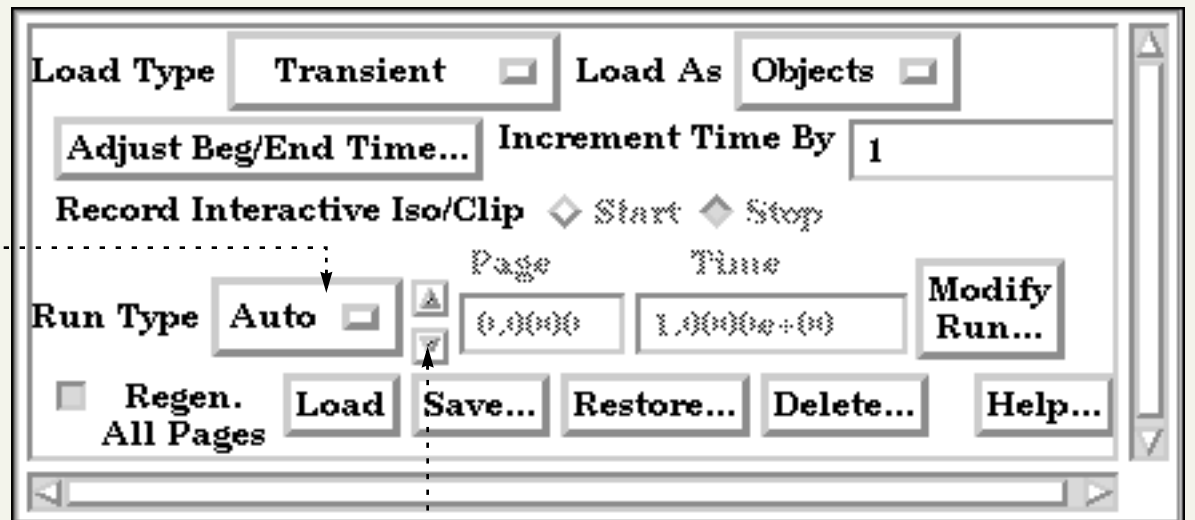 Load Type Transient Load As Objects
Adjust Beg/End Time... Increment Time By 1
Record Interactive Iso/Clip Start Stop
Page Time
Run Type Auto 0.0000 1.0000e+00 Modify
Run...
Regen.
All Pages Load Save... Restore... Delete... Help...